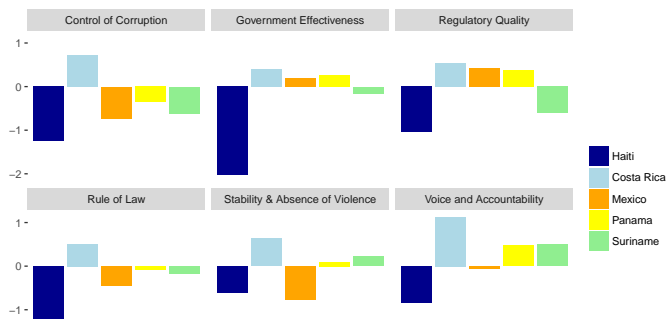 Control of Corruption
Government Effectiveness
Regulatory Quality
1
0
−1
−2
Rule of Law
Stability & Absence of Violence
Voice and Accountability
1
0
−1
Haiti
Costa Rica
Mexico
Panama
Suriname